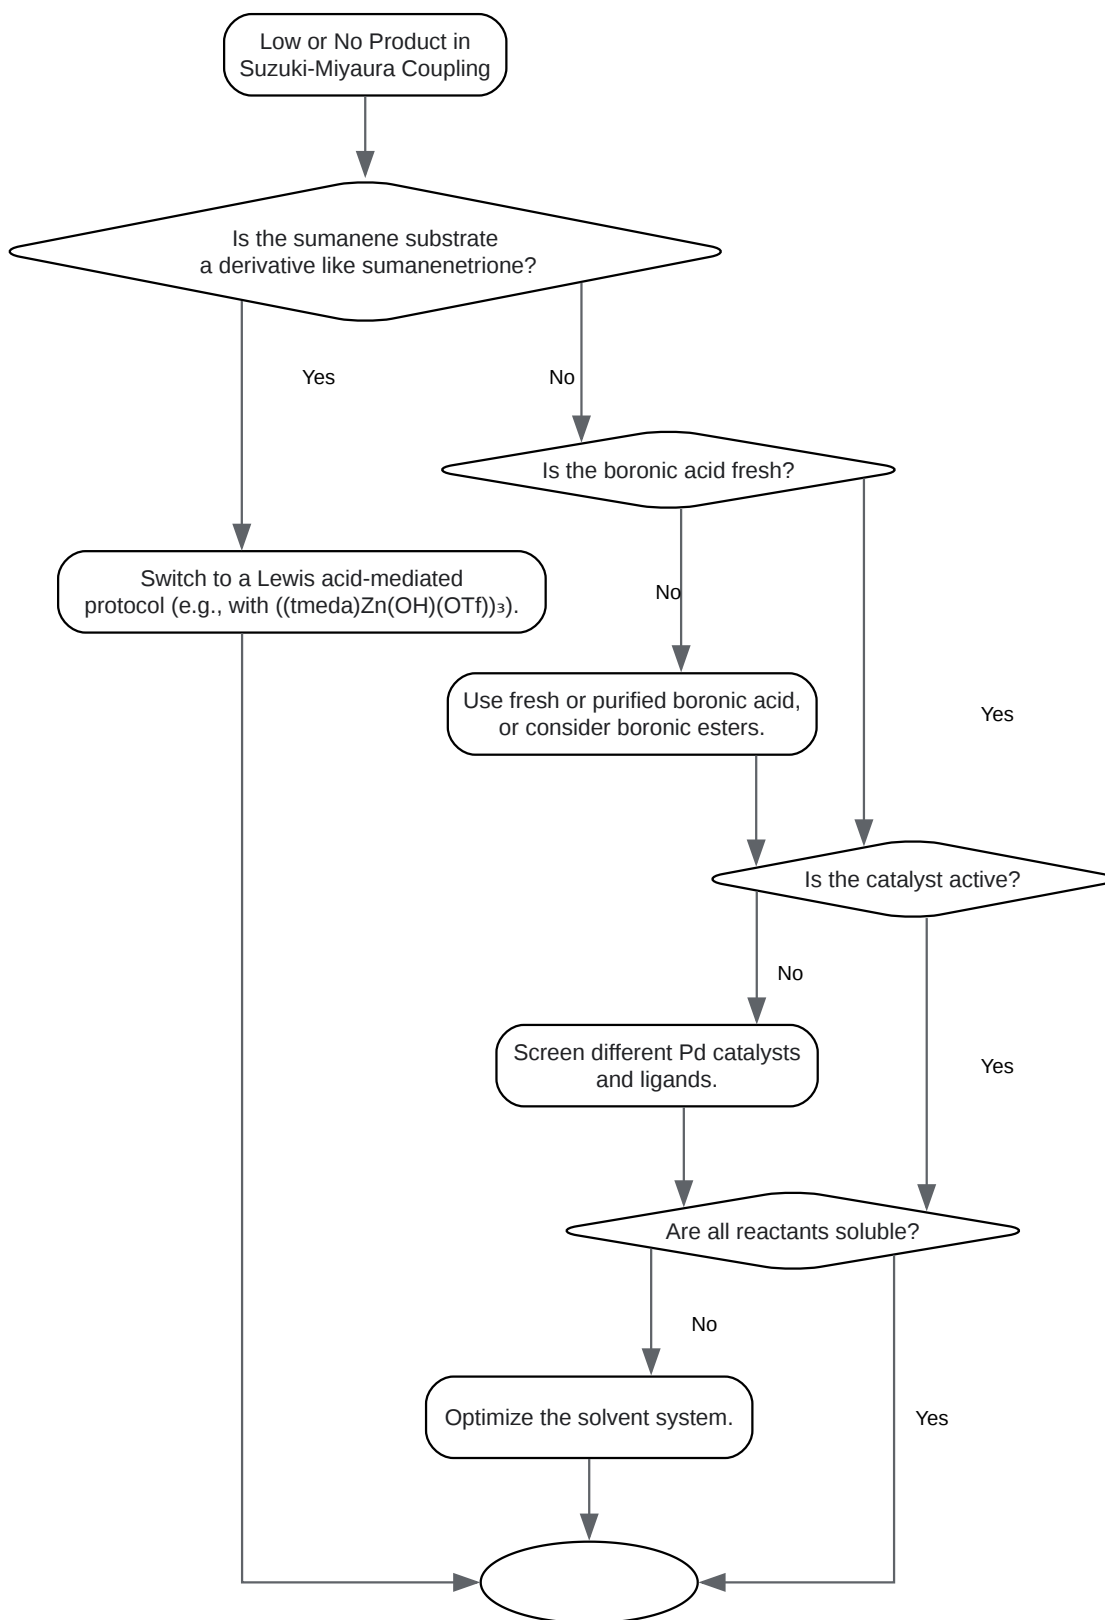 Low or No Product in
Suzuki-Miyaura Coupling
Is the sumanene substrate
a derivative like sumanenetrione?
Yes
No
Is the boronic acid fresh?
Switch to a Lewis acid-mediated
protocol (e.g., with ((tmeda)Zn(OH)(OTf))₃).
No
Use fresh or purified boronic acid,
or consider boronic esters.
Yes
Is the catalyst active?
No
Screen different Pd catalysts
and ligands.
Yes
Are all reactants soluble?
No
Optimize the solvent system.
Yes